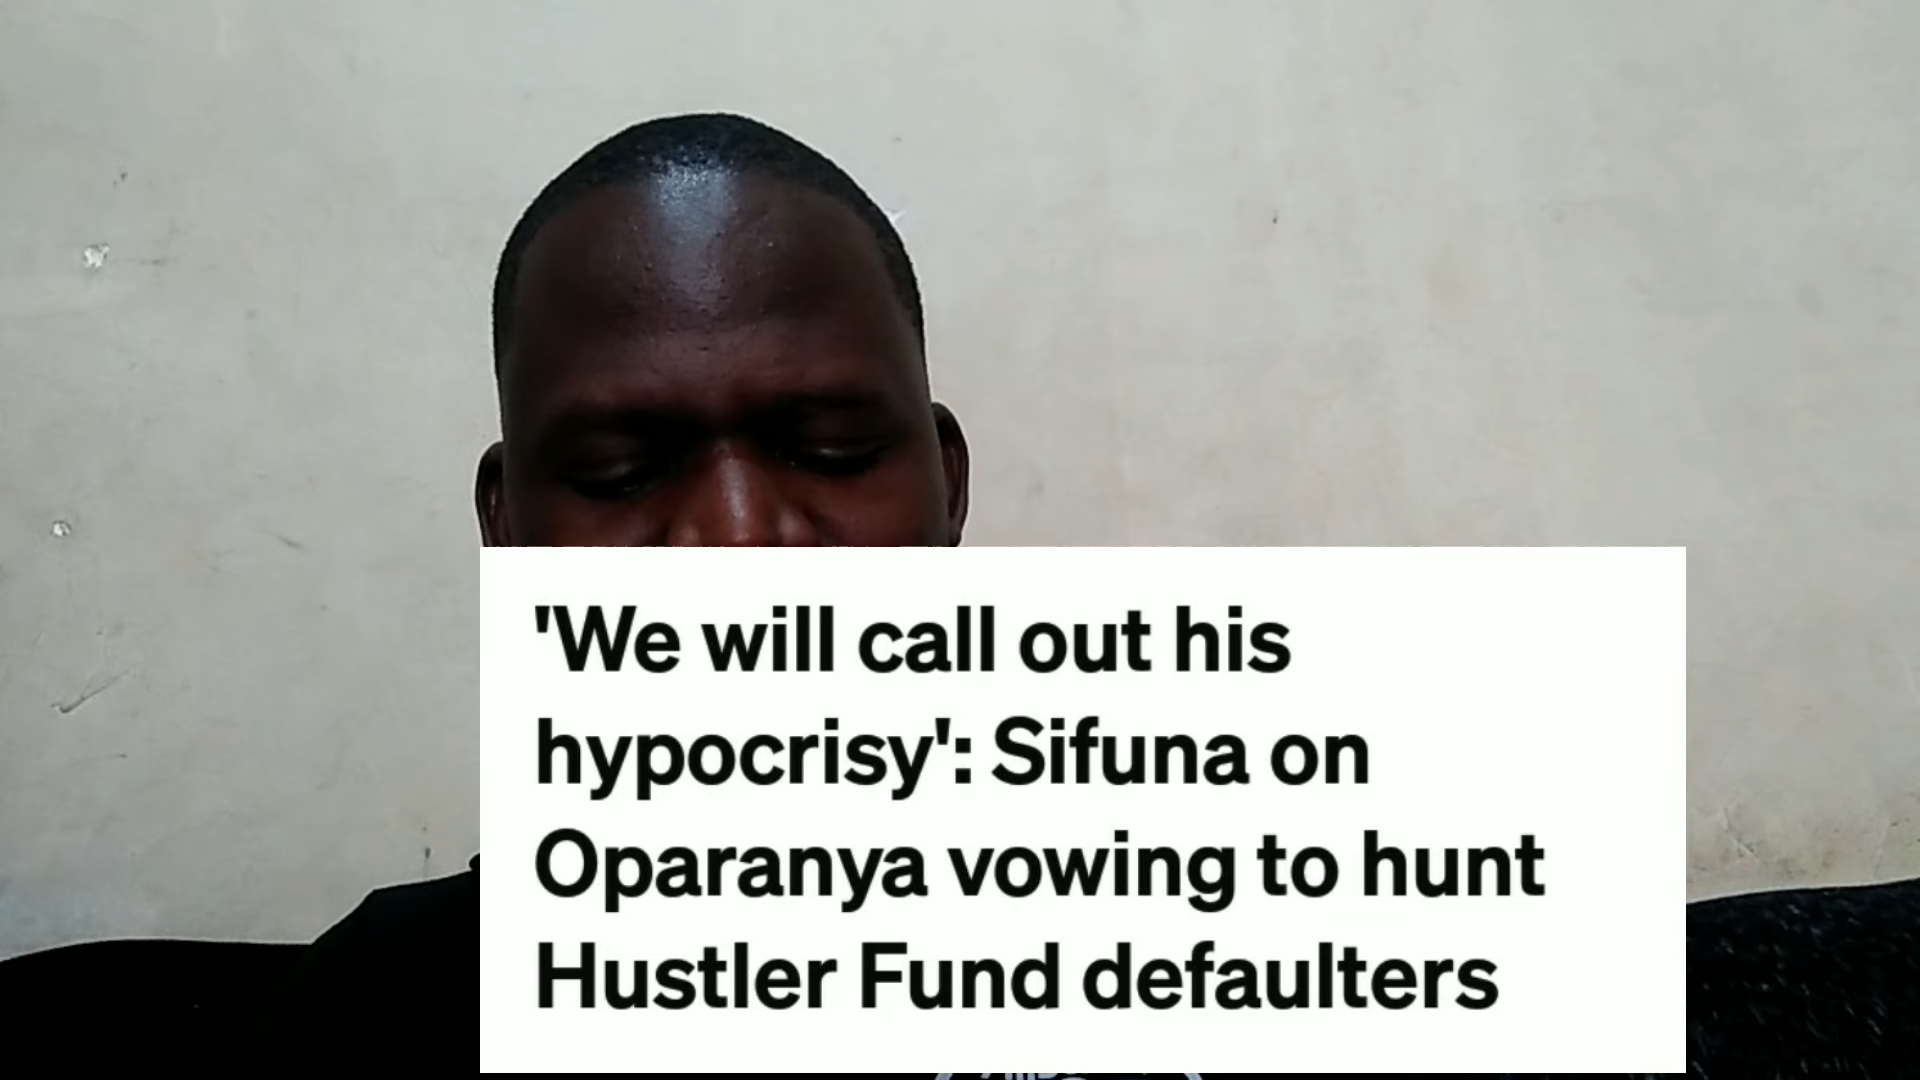 'We will call out his
hypocrisy': Sifuna on
Oparanya vowing to hunt
Hustler Fund defaulters